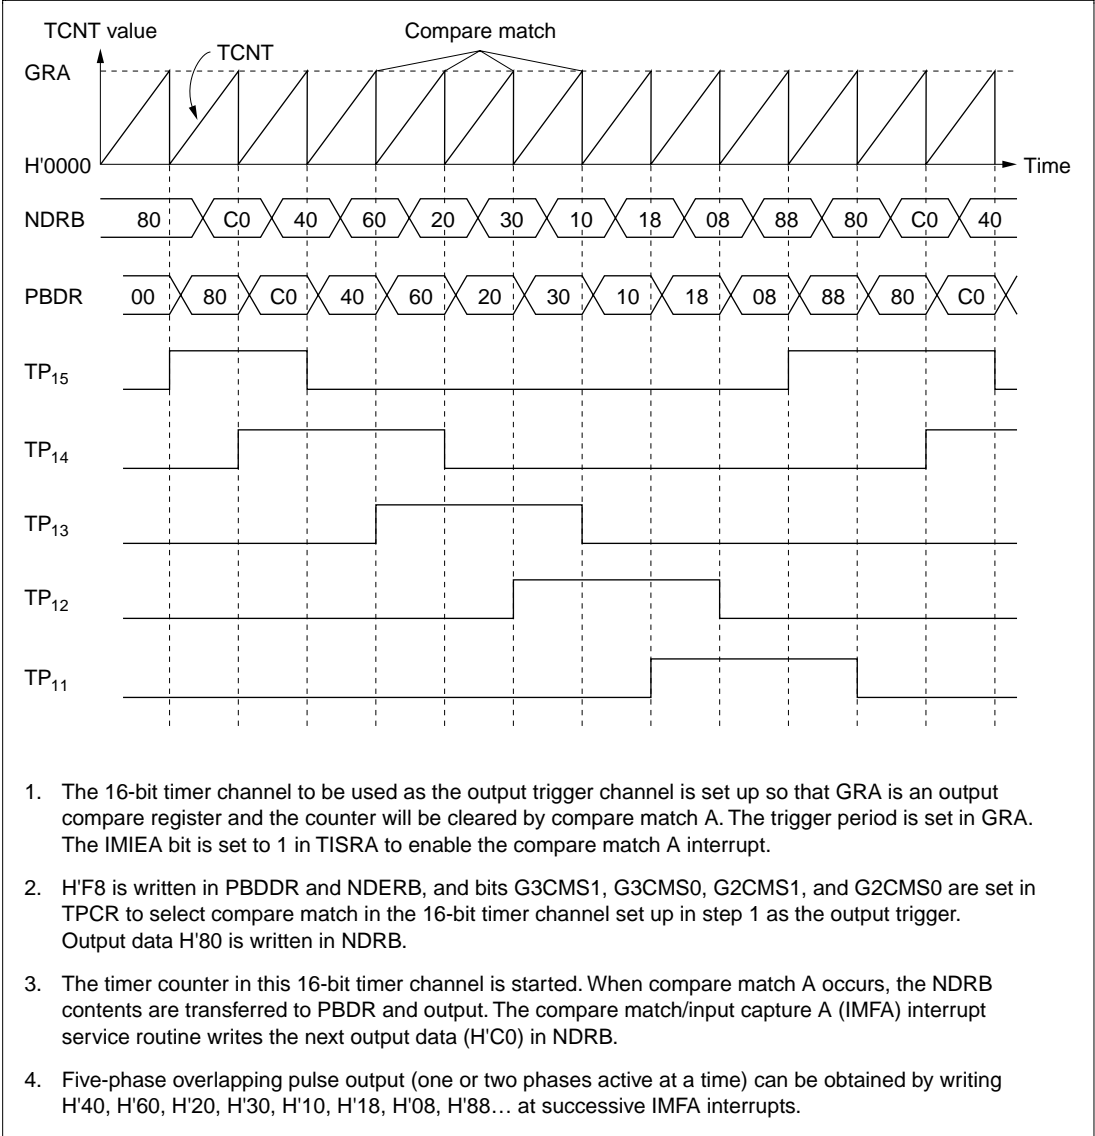 TCNT value
Compare match
TCNT
GRA
H'0000
Time
NDRB 80 C0 40 60 20 30 10 18 08 88 80 C0 40
PBDR 00 80 C0 40 60 20 30 10 18 08 88 80 C0
TP15
TP14
TP13
TP12
TP11
1. The 16-bit timer channel to be used as the output trigger channel is set up so that GRA is an output
compare register and the counter will be cleared by compare match A. The trigger period is set in GRA.
The IMIEA bit is set to 1 in TISRA to enable the compare match A interrupt.
2. H'F8 is written in PBDDR and NDERB, and bits G3CMS1, G3CMS0, G2CMS1, and G2CMS0 are set in
TPCR to select compare match in the 16-bit timer channel set up in step 1 as the output trigger.
Output data H'80 is written in NDRB.
3. The timer counter in this 16-bit timer channel is started. When compare match A occurs, the NDRB
contents are transferred to PBDR and output. The compare match/input capture A (IMFA) interrupt
service routine writes the next output data (H'C0) in NDRB.
4. Five-phase overlapping pulse output (one or two phases active at a time) can be obtained by writing
H'40, H'60, H'20, H'30, H'10, H'18, H'08, H'88… at successive IMFA interrupts.